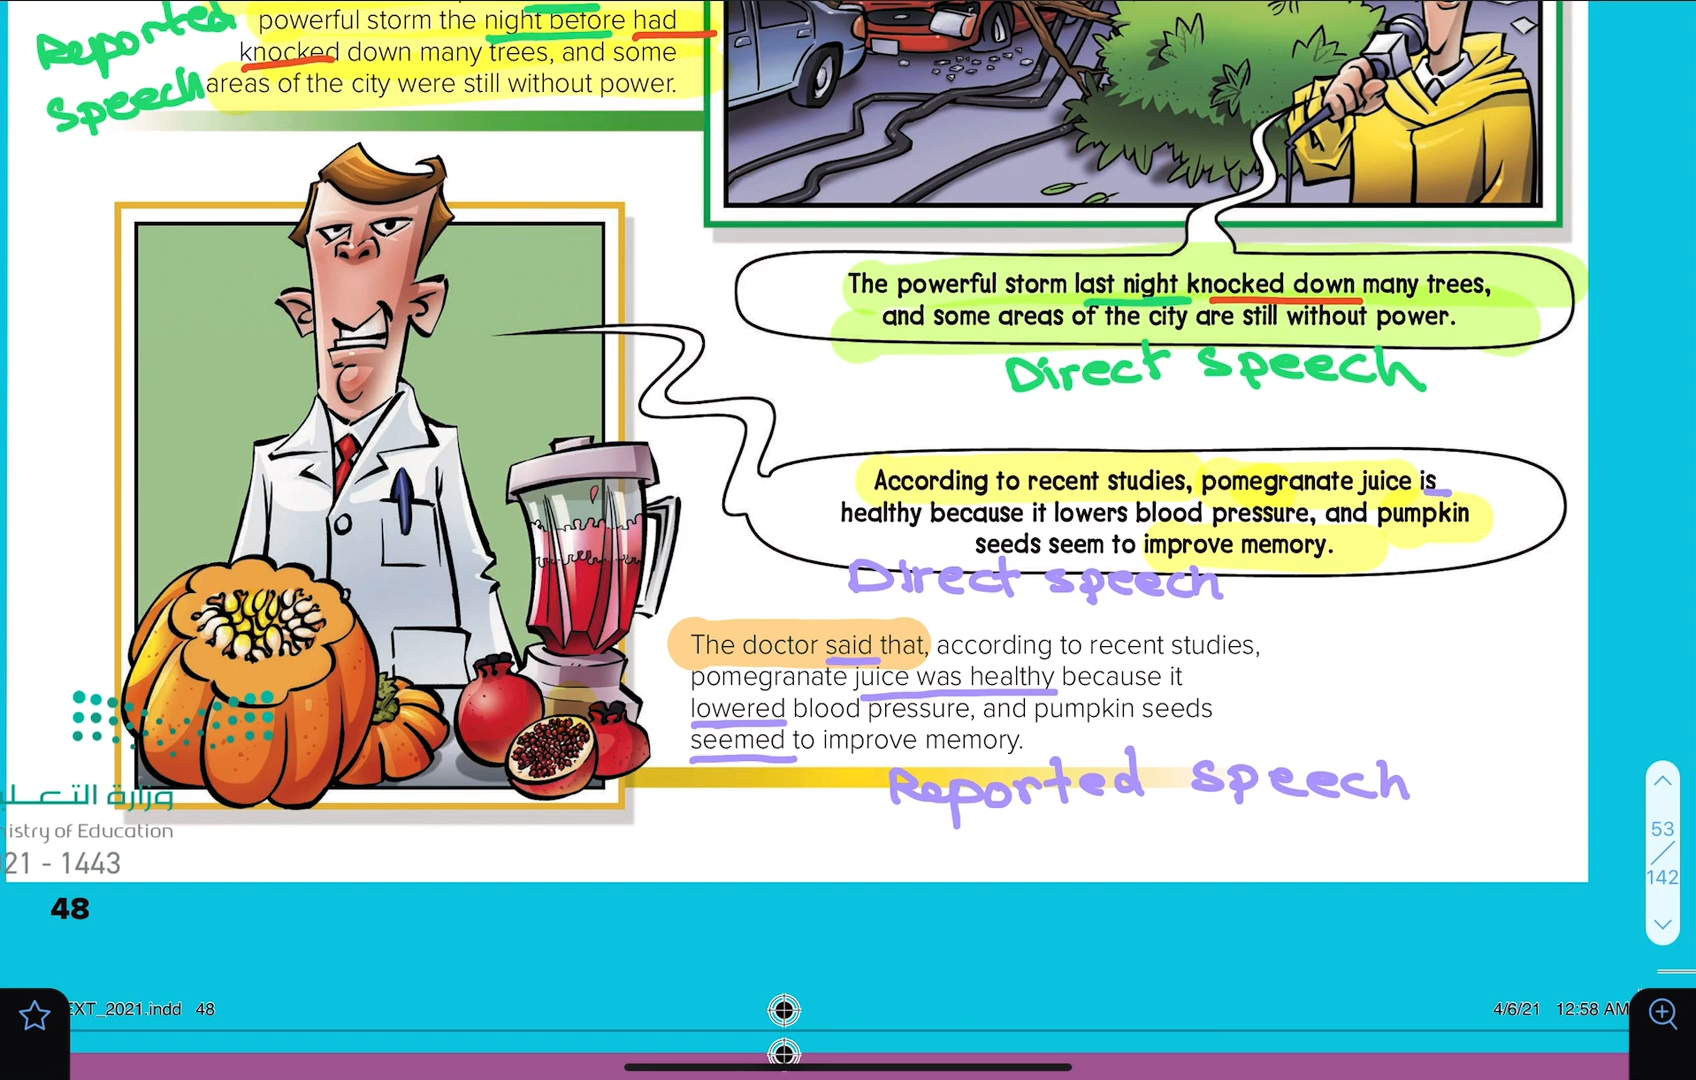 Reported
Speech
powerful storm the night before had
knocked down many trees, and some
areas of the city were still without power.
The powerful storm last night knocked down many trees,
and some areas of the city are still without power.
Direct speech
According to recent studies, pomegranate juice is
healthy because it lowers blood pressure, and pumpkin
seeds seem to improve memory.
Direct speech
The doctor said that, according to recent studies,
pomegranate juice was healthy because it
lowered blood pressure, and pumpkin seeds
seemed to improve memory.
Reported speech
وزارة التعليم
istry of Education
21 - 1443
48
53
142
EXT_2021.indd 48
4/6/21 12:58 AM